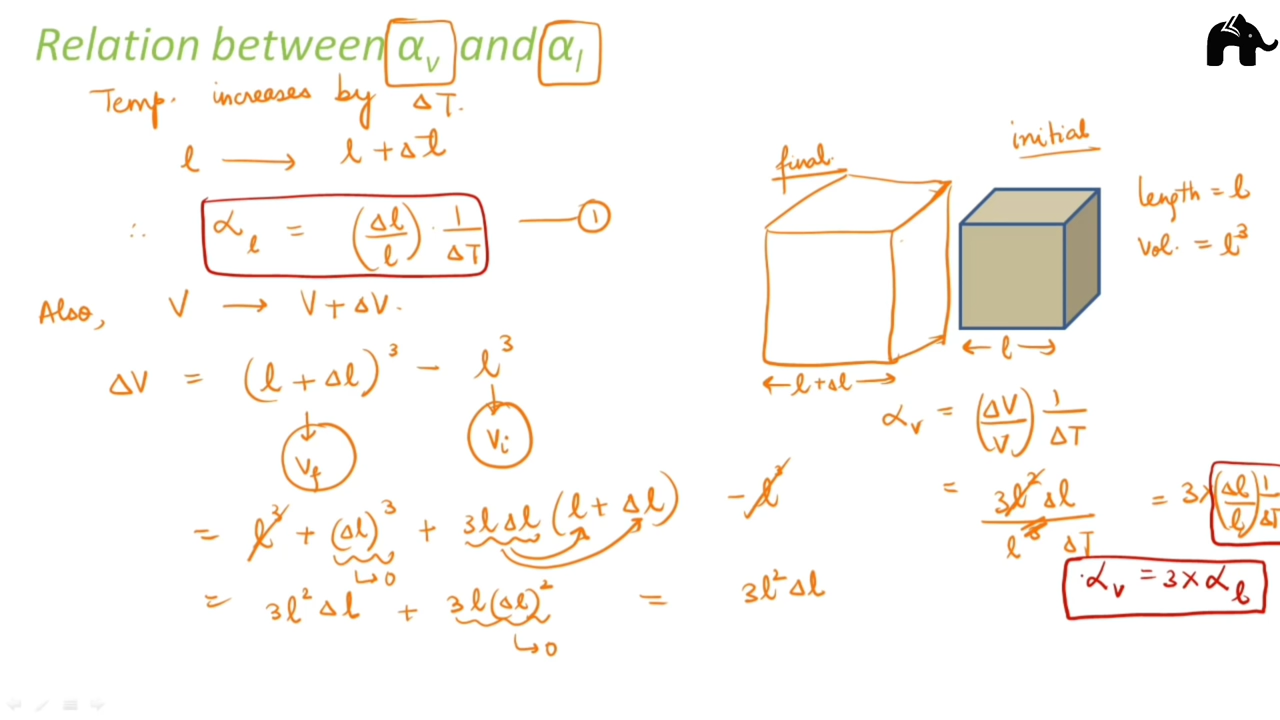 Relation between αᵥ and αₗ
Temp. increases by ΔT.
l ⟶ l + Δl
∴ αₗ = (Δl/l) · 1/ΔT —— ①
Also, V ⟶ V + ΔV.
ΔV = (l + Δl)³ − l³
V_f V_i
= l³ + (Δl)³ + 3lΔl (l + Δl) − l³
↳ 0
= 3l²Δl + 3l(Δl)² = 3l²Δl
↳ 0
final.
initial
length = l
vol. = l³
← l →
← l+Δl →
αᵥ = (ΔV/V) 1/ΔT
= 3l²Δl / l³ ΔT = 3 × (Δl/l) 1/ΔT
αᵥ = 3 × αₗ